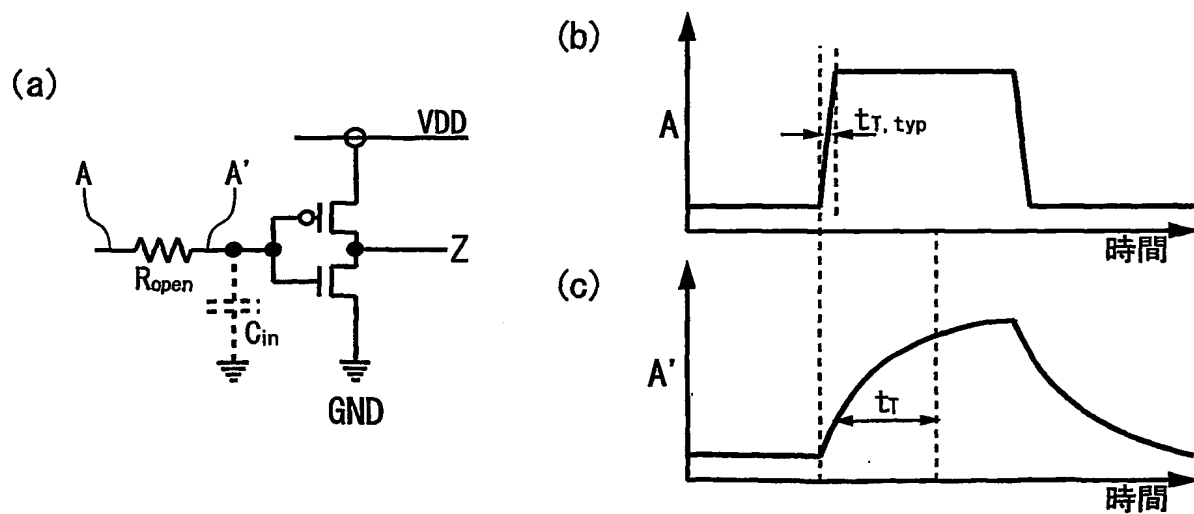 (a)
VDD
A
A'
Z
Ropen
Cin
GND
(b)
A
tT, typ
時間
(c)
A'
tT
時間